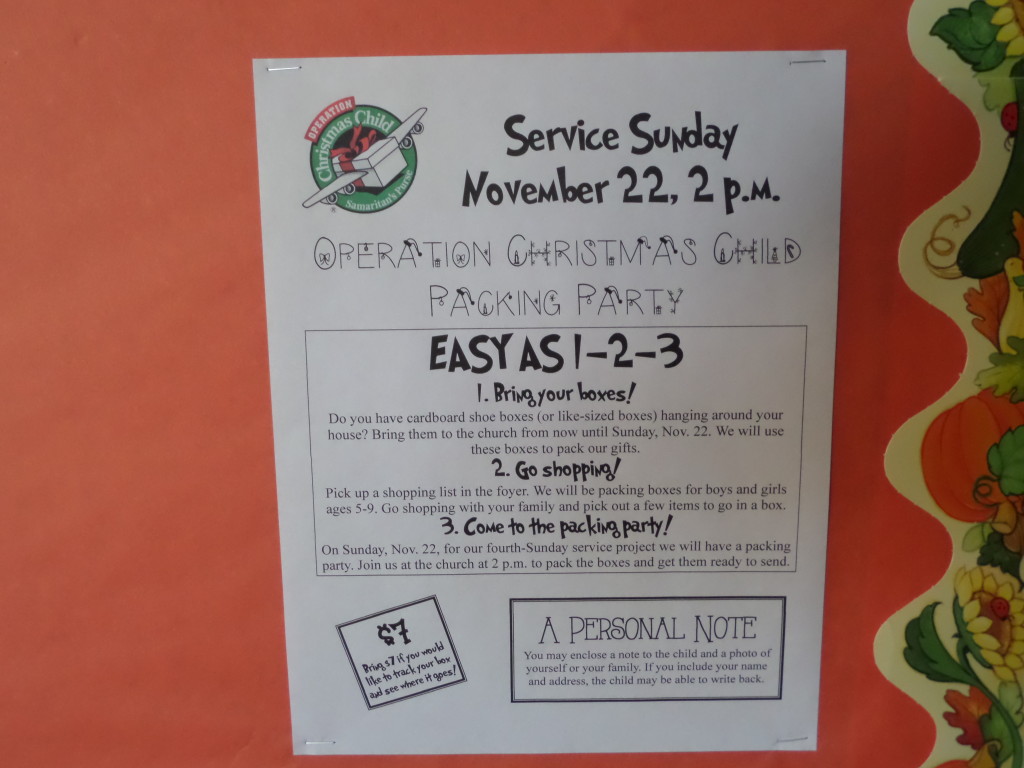 OPERATION
Christmas Child
Samaritan's Purse
®
Service Sunday
November 22, 2 p.m.
Operation Christmas Child
Packing Party
EASY AS 1-2-3
1. Bring your boxes!
Do you have cardboard shoe boxes (or like-sized boxes) hanging around your
house? Bring them to the church from now until Sunday, Nov. 22. We will use
these boxes to pack our gifts.
2. Go shopping!
Pick up a shopping list in the foyer. We will be packing boxes for boys and girls
ages 5-9. Go shopping with your family and pick out a few items to go in a box.
3. Come to the packing party!
On Sunday, Nov. 22, for our fourth-Sunday service project we will have a packing
party. Join us at the church at 2 p.m. to pack the boxes and get them ready to send.
$7
Bring $7 if you would
like to track your box
and see where it goes!
A Personal Note
You may enclose a note to the child and a photo of
yourself or your family. If you include your name
and address, the child may be able to write back.